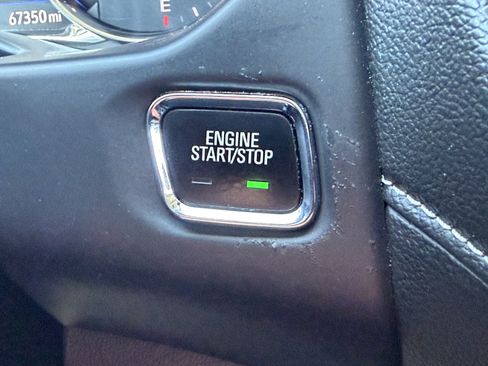 E
67350 mi
ENGINE
START/STOP